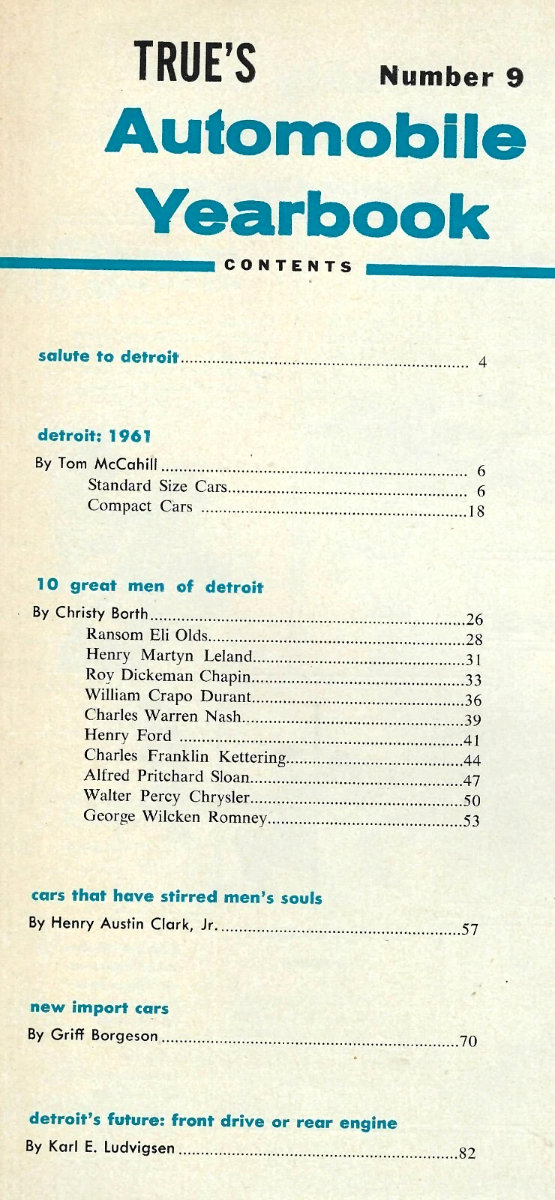 TRUE'S
Number 9
Automobile
Yearbook
CONTENTS
salute to detroit.......................................................... 4
detroit: 1961
By Tom McCahill.............................................................. 6
Standard Size Cars................................................ 6
Compact Cars .....................................................18
10 great men of detroit
By Christy Borth...............................................................26
Ransom Eli Olds...................................................28
Henry Martyn Leland..........................................31
Roy Dickeman Chapin..........................................33
William Crapo Durant..........................................36
Charles Warren Nash............................................39
Henry Ford .........................................................41
Charles Franklin Kettering...................................44
Alfred Pritchard Sloan..........................................47
Walter Percy Chrysler..........................................50
George Wilcken Romney.......................................53
cars that have stirred men's souls
By Henry Austin Clark, Jr.................................................57
new import cars
By Griff Borgeson............................................................70
detroit's future: front drive or rear engine
By Karl E. Ludvigsen........................................................82